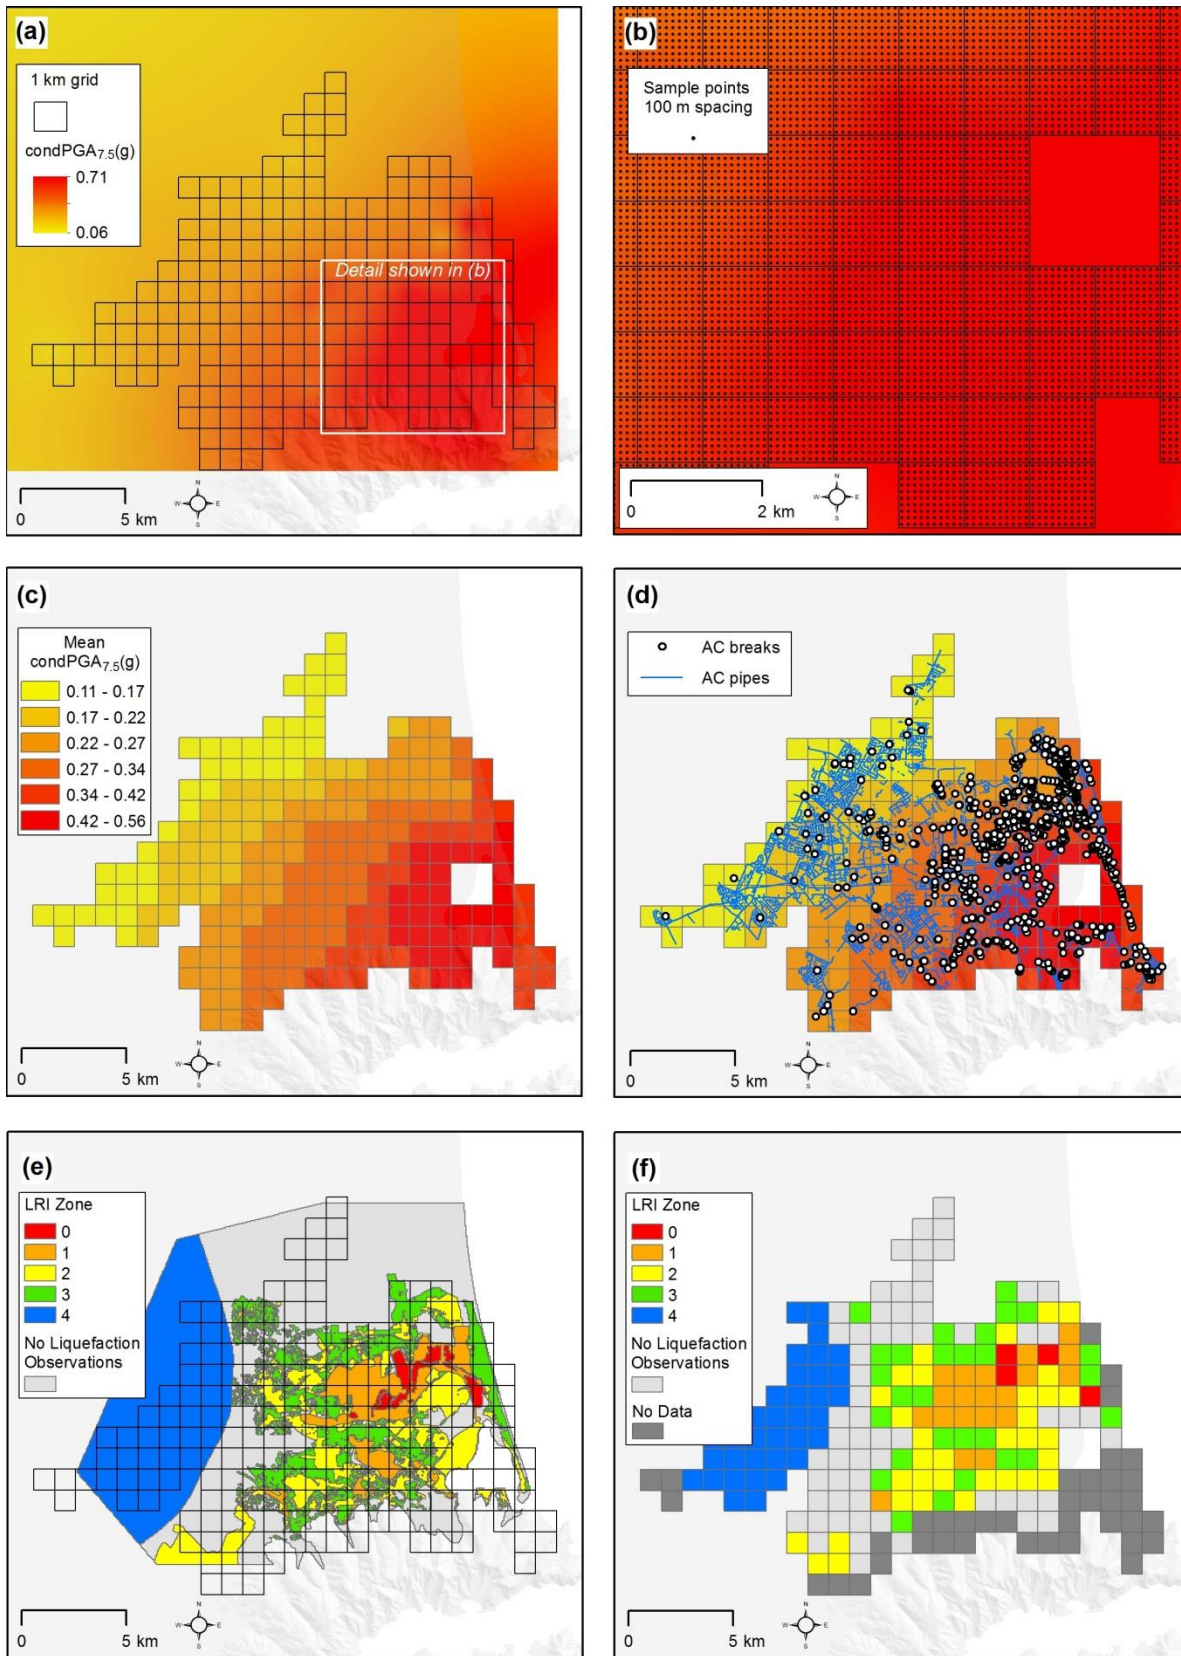 (a)
1 km grid
condPGA7.5(g)
0.71
0.06
Detail shown in (b)
0
5 km
N
W
E
S
(b)
Sample points
100 m spacing
0
2 km
N
W
E
S
(c)
Mean
condPGA7.5(g)
0.11 - 0.17
0.17 - 0.22
0.22 - 0.27
0.27 - 0.34
0.34 - 0.42
0.42 - 0.56
0
5 km
N
W
E
S
(d)
AC breaks
AC pipes
0
5 km
N
W
E
S
(e)
LRI Zone
0
1
2
3
4
No Liquefaction
Observations
0
5 km
N
W
E
S
(f)
LRI Zone
0
1
2
3
4
No Liquefaction
Observations
No Data
0
5 km
N
W
E
S